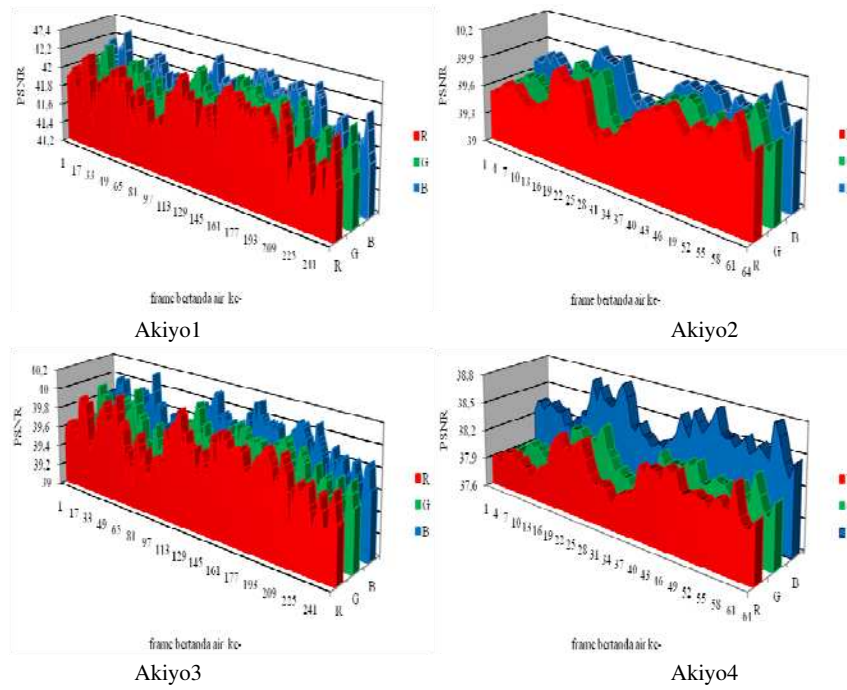 47,4
42,2
42
41,8
41,6
41,4
41,2
PSNR
1 17 33 49 65 81 97 113 129 145 161 177 193 209 225 241
R
G
B
R
G
B
frame bertanda air ke-
Akiyo1
40,2
39,9
39,6
39,3
39
PSNR
1 4 7 10 13 16 19 22 25 28 31 34 37 40 43 46 49 52 55 58 61 64
R
G
B
frame bertanda air ke-
Akiyo2
40,2
40
39,8
39,6
39,4
39,2
39
PSNR
1 17 33 49 65 81 97 113 129 145 161 177 193 209 225 241
R
G
B
R
G
B
frame bertanda air ke-
Akiyo3
38,8
38,5
38,2
37,9
37,6
PSNR
1 4 7 10 13 16 19 22 25 28 31 34 37 40 43 46 49 52 55 58 61 64
R
G
B
frame bertanda air ke-
Akiyo4